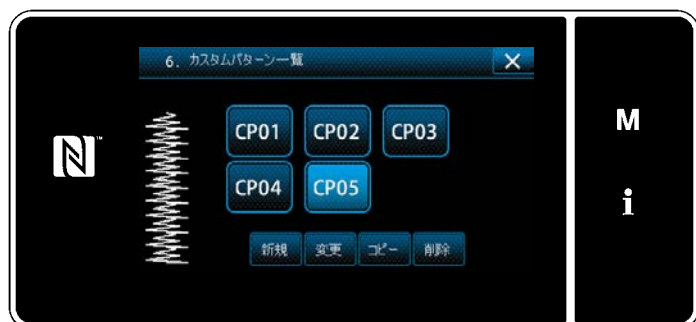 6. カスタムパターン一覧
CP01 CP02 CP03
CP04 CP05
新規 変更 コピー 削除
M
i
N